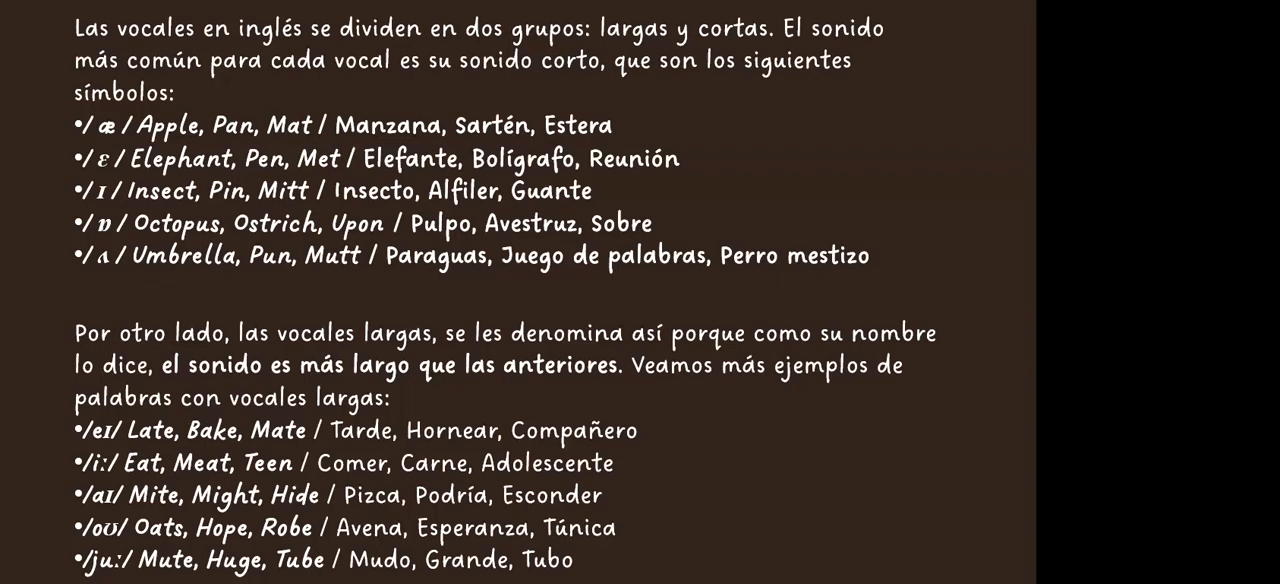 Las vocales en inglés se dividen en dos grupos: largas y cortas. El sonido
más común para cada vocal es su sonido corto, que son los siguientes
símbolos:
•/ æ / Apple, Pan, Mat / Manzana, Sartén, Estera
•/ ɛ / Elephant, Pen, Met / Elefante, Bolígrafo, Reunión
•/ ɪ / Insect, Pin, Mitt / Insecto, Alfiler, Guante
•/ ɒ / Octopus, Ostrich, Upon / Pulpo, Avestruz, Sobre
•/ ʌ / Umbrella, Pun, Mutt / Paraguas, Juego de palabras, Perro mestizo
Por otro lado, las vocales largas, se les denomina así porque como su nombre
lo dice, el sonido es más largo que las anteriores. Veamos más ejemplos de
palabras con vocales largas:
•/eɪ/ Late, Bake, Mate / Tarde, Hornear, Compañero
•/i:/ Eat, Meat, Teen / Comer, Carne, Adolescente
•/aɪ/ Mite, Might, Hide / Pizca, Podría, Esconder
•/oʊ/ Oats, Hope, Robe / Avena, Esperanza, Túnica
•/ju:/ Mute, Huge, Tube / Mudo, Grande, Tubo